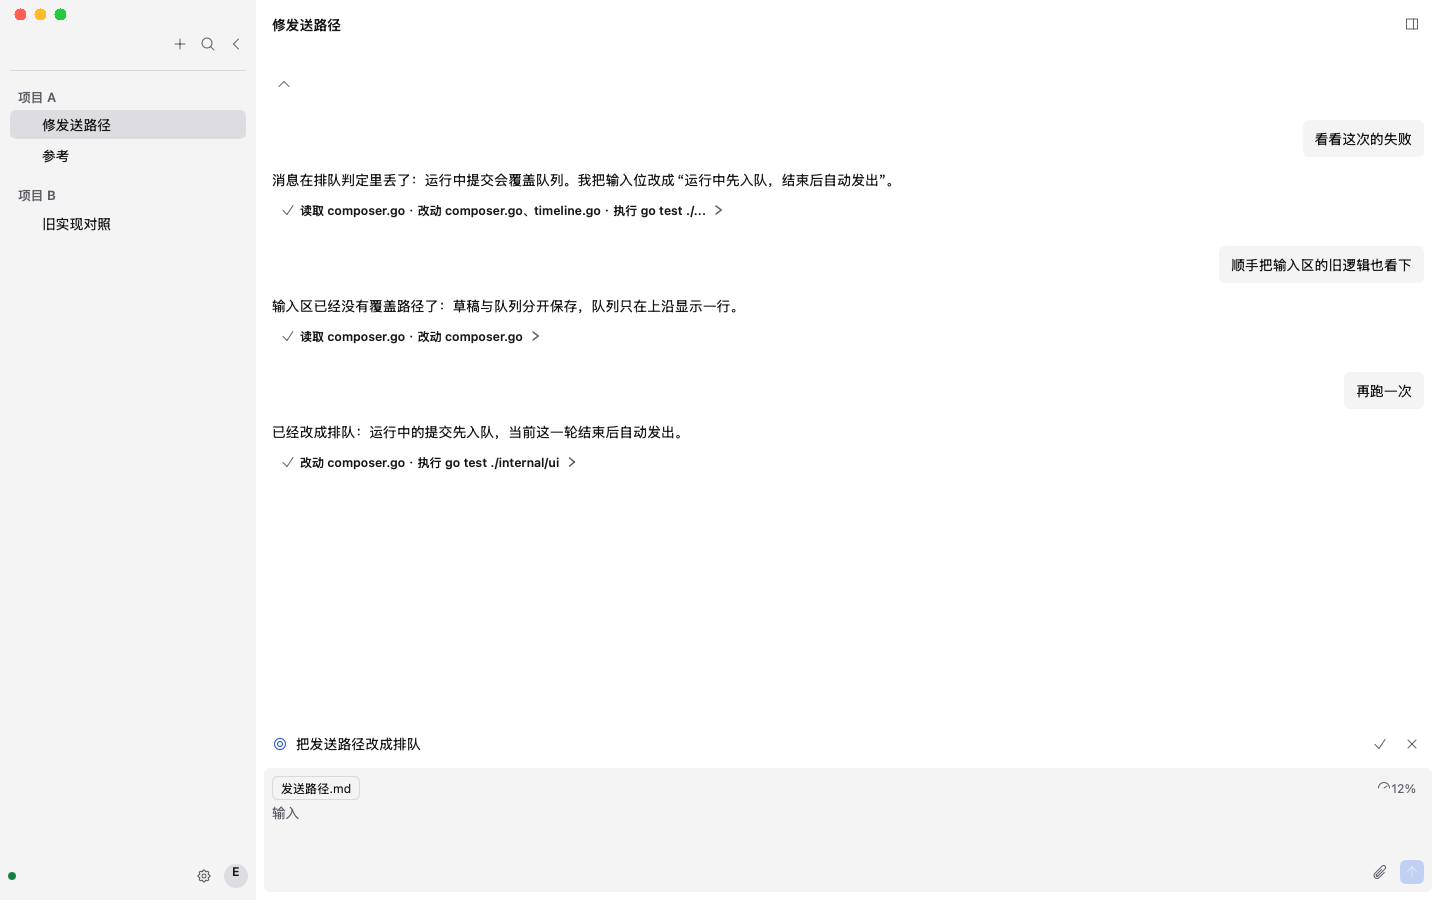 修发送路径
项目 A
修发送路径
参考
项目 B
旧实现对照
看看这次的失败
消息在排队判定里丢了：运行中提交会覆盖队列。我把输入位改成“运行中先入队，结束后自动发出”。
读取 composer.go · 改动 composer.go、timeline.go · 执行 go test ./...
顺手把输入区的旧逻辑也看下
输入区已经没有覆盖路径了：草稿与队列分开保存，队列只在上沿显示一行。
读取 composer.go · 改动 composer.go
再跑一次
已经改成排队：运行中的提交先入队，当前这一轮结束后自动发出。
改动 composer.go · 执行 go test ./internal/ui
把发送路径改成排队
发送路径.md
12%
输入
E